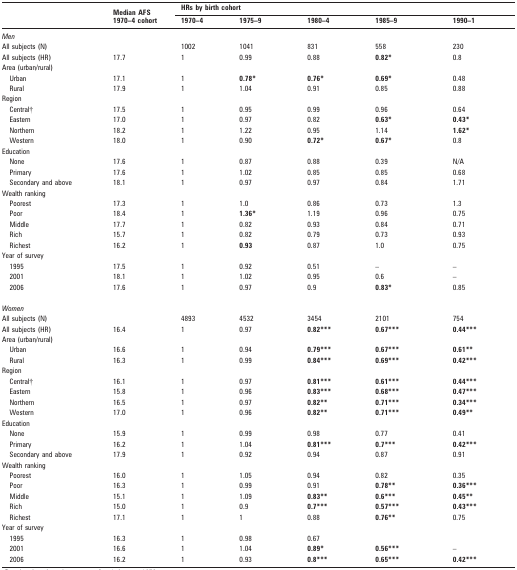 Median AFS 1970–4 cohort HRs by birth cohort
1970–4 1975–9 1980–4 1985–9 1990–1
Men
All subjects (N) 1002 1041 831 558 230
All subjects (HR) 17.7 1 0.99 0.88 0.82* 0.8
Area (urban/rural)
Urban 17.1 1 0.78* 0.76* 0.69* 0.48
Rural 17.9 1 1.04 0.91 0.85 0.88
Region
Central† 17.5 1 0.95 0.99 0.96 0.64
Eastern 17.0 1 0.97 0.82 0.63* 0.43*
Northern 18.2 1 1.22 0.95 1.14 1.62*
Western 18.0 1 0.90 0.72* 0.67* 0.8
Education
None 17.6 1 0.87 0.88 0.39 N/A
Primary 17.6 1 1.02 0.85 0.85 0.68
Secondary and above 18.1 1 0.97 0.97 0.84 1.71
Wealth ranking
Poorest 17.3 1 1.0 0.86 0.73 1.3
Poor 18.4 1 1.36* 1.19 0.96 0.75
Middle 17.7 1 0.82 0.93 0.84 0.71
Rich 15.7 1 0.82 0.79 0.73 0.93
Richest 16.2 1 0.93 0.87 1.0 0.75
Year of survey
1995 17.5 1 0.92 0.51 – –
2001 18.1 1 1.02 0.95 0.6 –
2006 17.6 1 0.97 0.9 0.83* 0.85
Women
All subjects (N) 4893 4532 3454 2101 754
All subjects (HR) 16.4 1 0.97 0.82*** 0.67*** 0.44***
Area (urban/rural)
Urban 16.6 1 0.94 0.79*** 0.67*** 0.61**
Rural 16.3 1 0.99 0.84*** 0.69*** 0.42***
Region
Central† 16.1 1 0.97 0.81*** 0.61*** 0.44***
Eastern 15.8 1 0.96 0.83*** 0.68*** 0.47***
Northern 16.5 1 0.97 0.82** 0.71*** 0.34***
Western 17.0 1 0.96 0.82** 0.71*** 0.49**
Education
None 15.9 1 0.99 0.98 0.77 0.41
Primary 16.2 1 1.04 0.81*** 0.7*** 0.42***
Secondary and above 17.9 1 0.92 0.94 0.87 0.91
Wealth ranking
Poorest 16.0 1 1.05 0.94 0.82 0.35
Poor 16.3 1 0.99 0.91 0.78** 0.36***
Middle 15.1 1 1.09 0.83** 0.6*** 0.45**
Rich 15.0 1 0.9 0.7*** 0.57*** 0.43***
Richest 17.1 1 1 0.88 0.76** 0.75
Year of survey
1995 16.3 1 0.98 0.67
2001 16.6 1 1.04 0.89* 0.56*** –
2006 16.2 1 0.93 0.8*** 0.65*** 0.42***